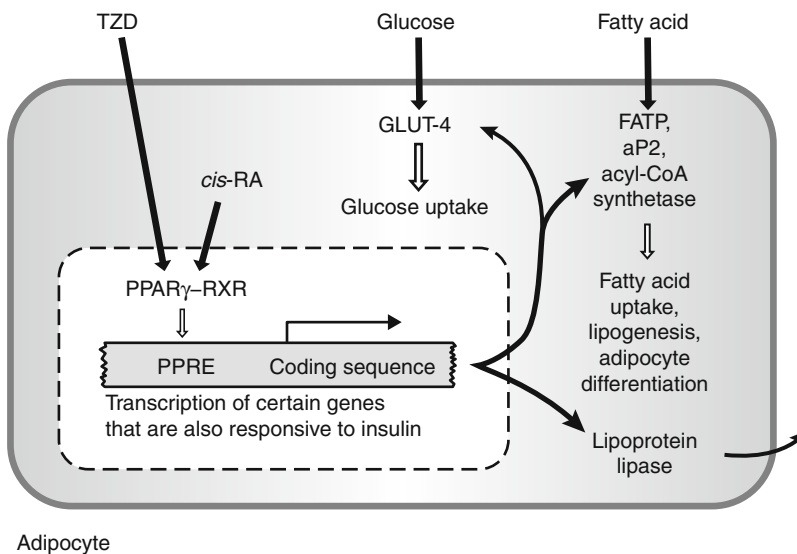 TZD
Glucose
Fatty acid
GLUT-4
Glucose uptake
FATP,
aP2,
acyl-CoA
synthetase
Fatty acid
uptake,
lipogenesis,
adipocyte
differentiation
cis-RA
PPARγ–RXR
PPRE
Coding sequence
Transcription of certain genes
that are also responsive to insulin
Lipoprotein
lipase
Adipocyte